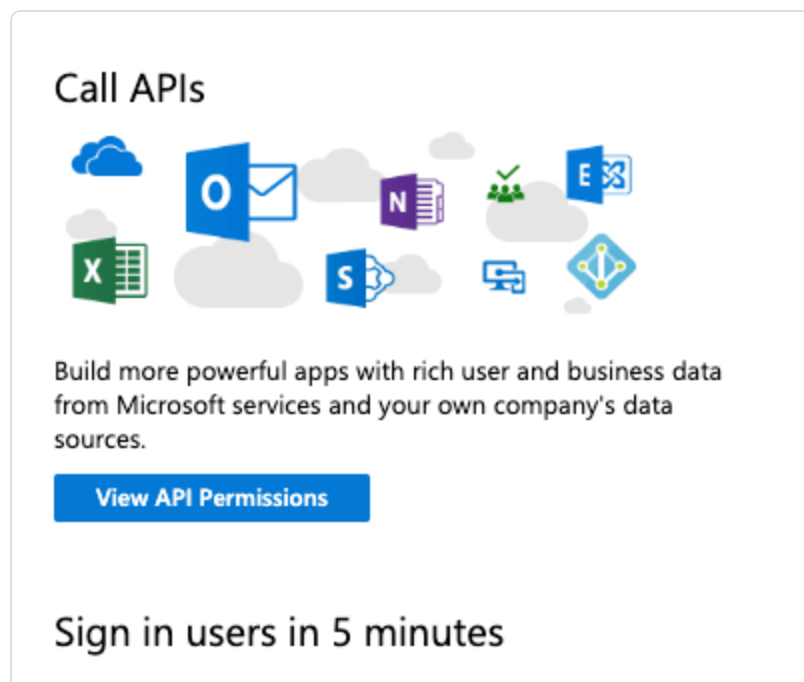 Call APIs
O
N
E
X
S
Build more powerful apps with rich user and business data
from Microsoft services and your own company's data
sources.
View API Permissions
Sign in users in 5 minutes